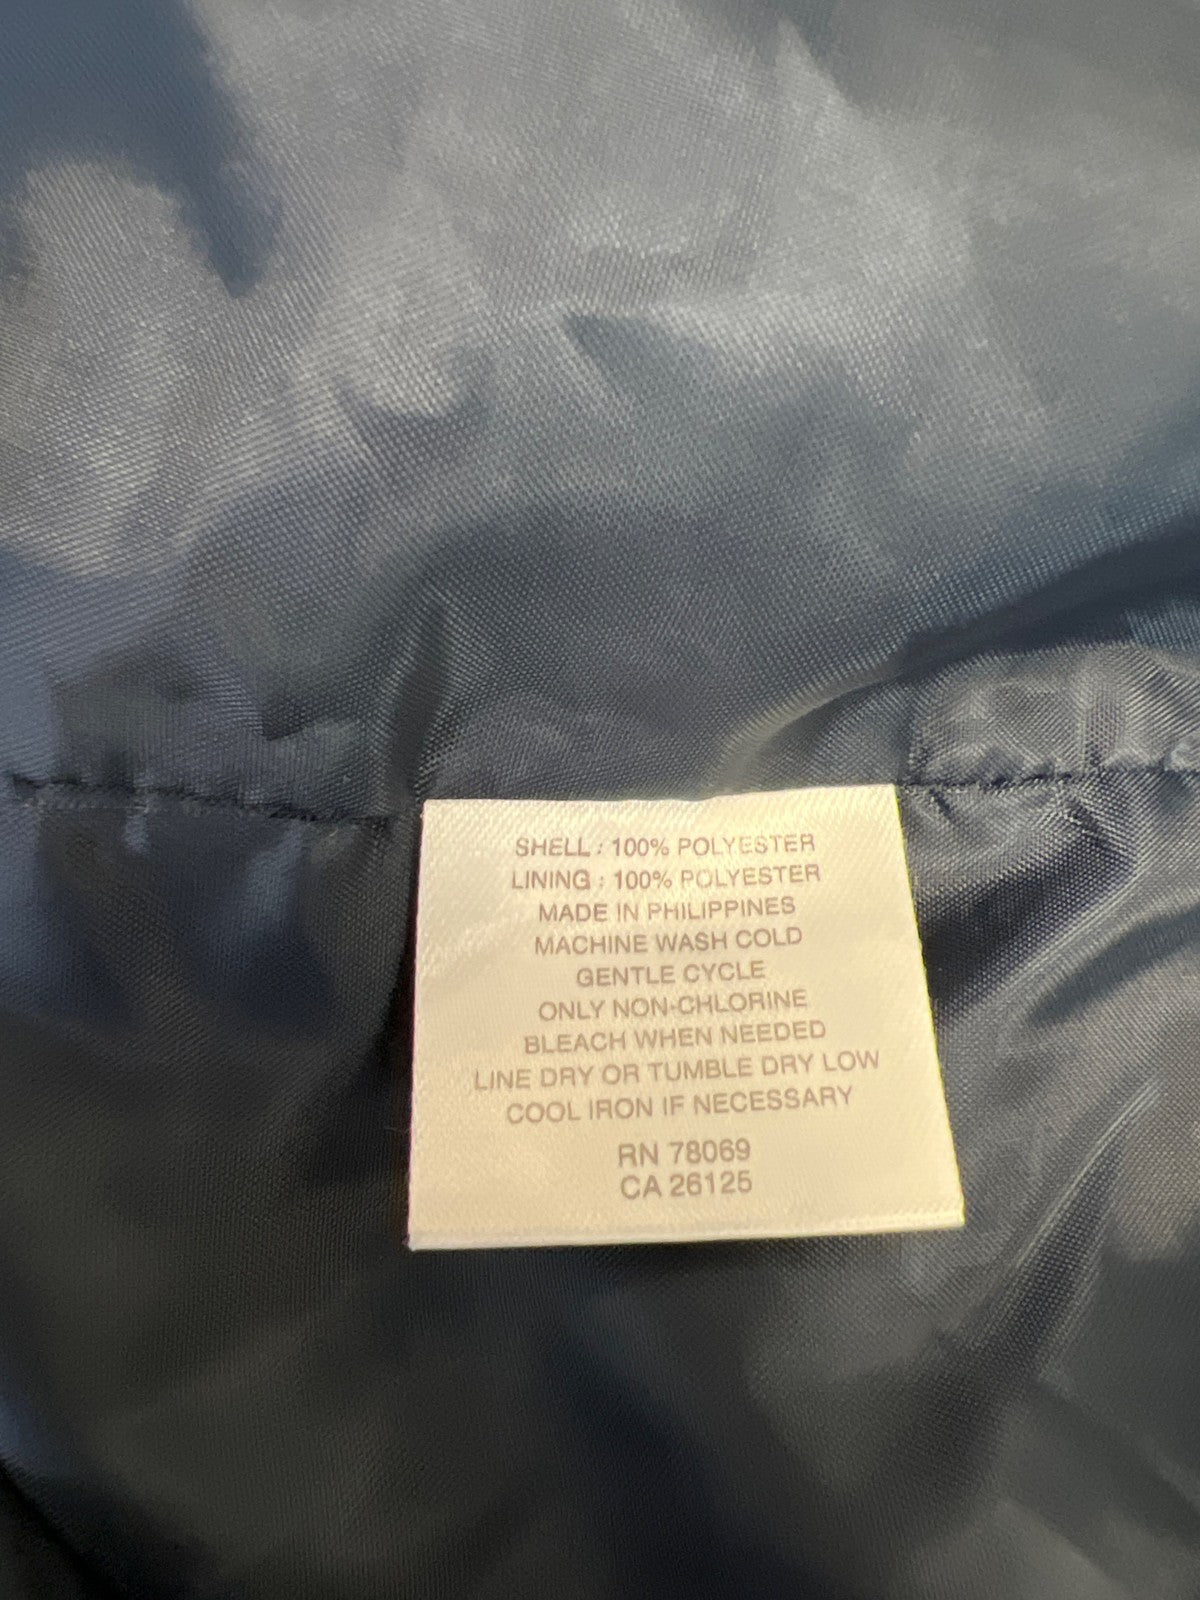 SHELL : 100% POLYESTER
LINING : 100% POLYESTER
MADE IN PHILIPPINES
MACHINE WASH COLD
GENTLE CYCLE
ONLY NON-CHLORINE
BLEACH WHEN NEEDED
LINE DRY OR TUMBLE DRY LOW
COOL IRON IF NECESSARY
RN 78069
CA 26125